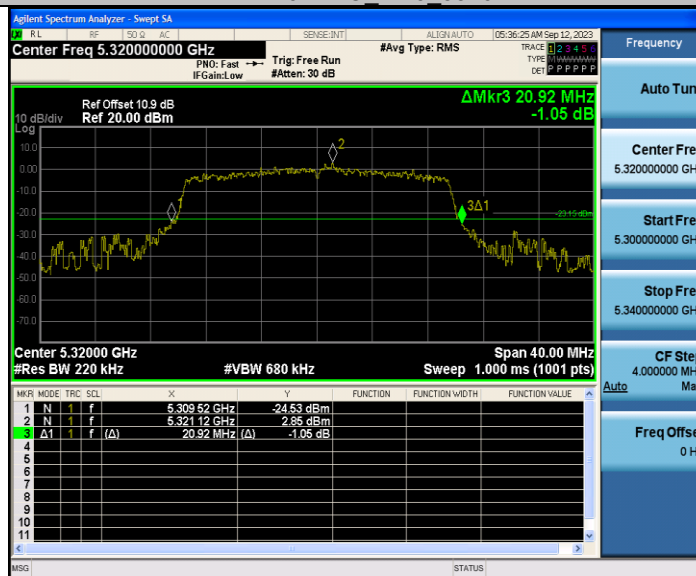 Agilent Spectrum Analyzer - Swept SA
RL RF 50 Ω AC SENSE:INT ALIGN AUTO 05:36:25 AM Sep 12, 2023
Center Freq 5.320000000 GHz #Avg Type: RMS TRACE 1 2 3 4 5 6
PNO: Fast Trig: Free Run TYPE M
IFGain:Low #Atten: 30 dB DET P P P P P P
Frequency
Auto Tun
Center Fre
5.320000000 GH
Start Fre
5.300000000 GH
Stop Fre
5.340000000 GH
CF Step
4.000000 MH
Auto Ma
Freq Offse
0 H
ΔMkr3 20.92 MHz
-1.05 dB
Ref Offset 10.9 dB
10 dB/div Ref 20.00 dBm
Log
10.0
0.00
-10.0
-20.0
-30.0
-40.0
-50.0
-60.0
-70.0
1
2
3Δ1
-23.15 dBm
Center 5.32000 GHz Span 40.00 MHz
#Res BW 220 kHz #VBW 680 kHz Sweep 1.000 ms (1001 pts)
MKR MODE TRC SCL X Y FUNCTION FUNCTION WIDTH FUNCTION VALUE
1 N 1 f 5.309 52 GHz -24.53 dBm
2 N 1 f 5.321 12 GHz 2.85 dBm
3 Δ1 1 f (Δ) 20.92 MHz (Δ) -1.05 dB
4
5
6
7
8
9
10
11
MSG STATUS